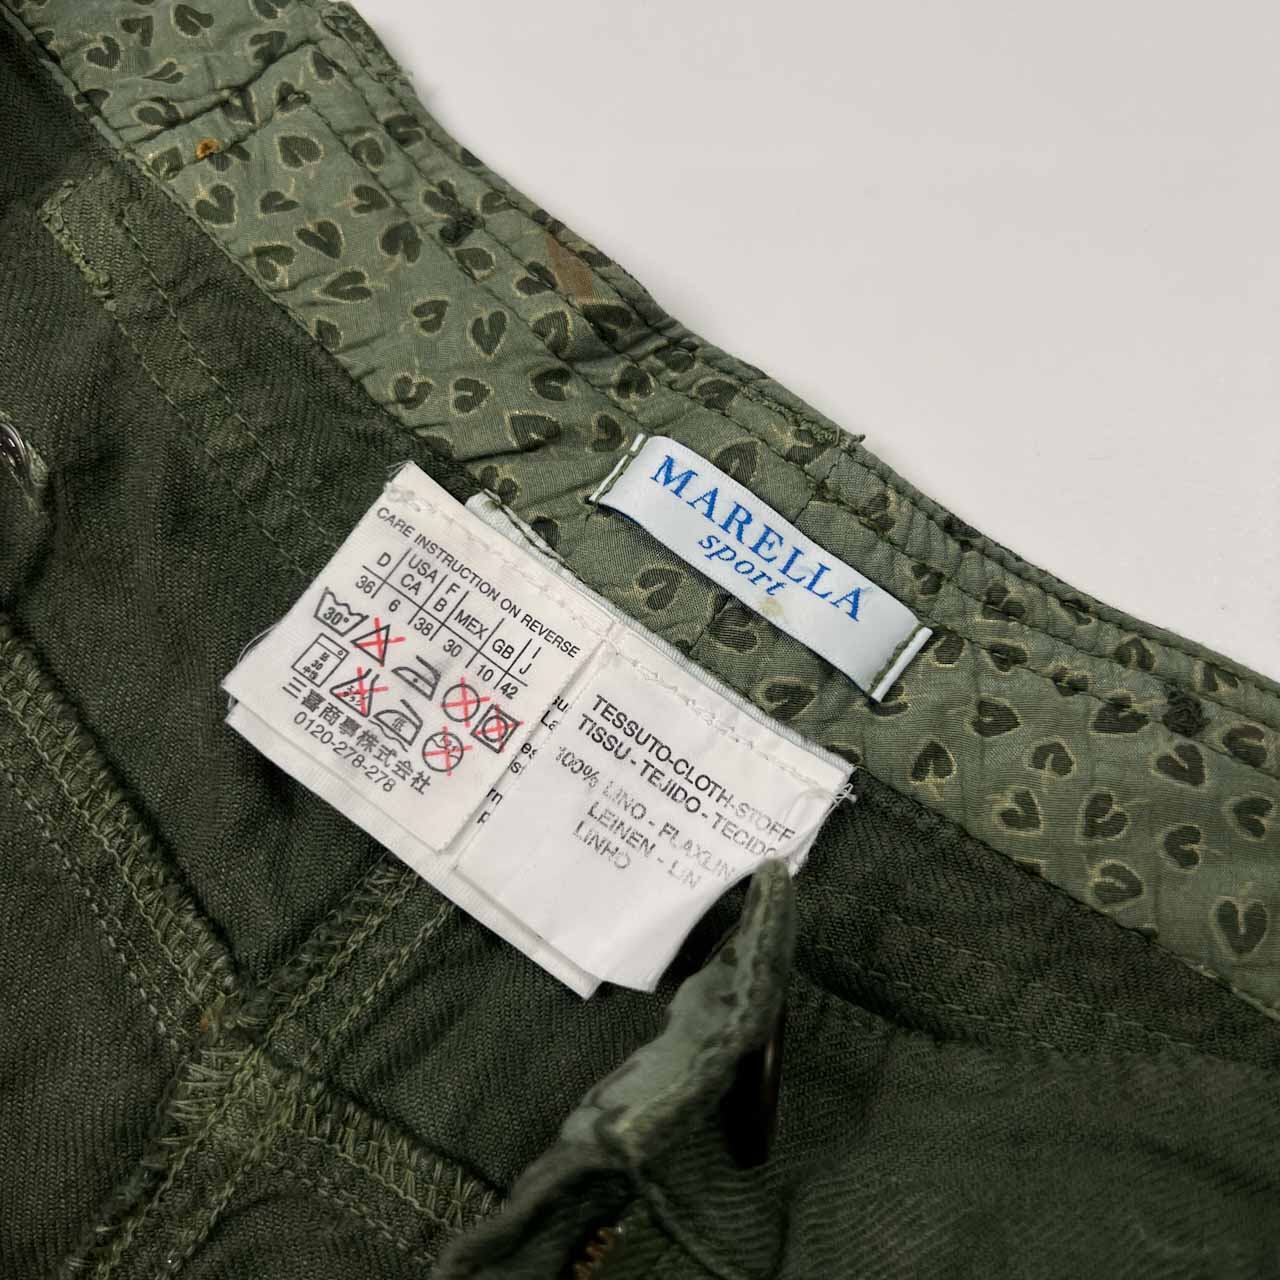 MARELLA
sport
CARE INSTRUCTION ON REVERSE
D USA F GB I
CA B MEX J
36 6 38 30 10 42
30°
三喜商事株式会社
0120-278-278
TESSUTO-CLOTH-STOFF
TISSU-TEJIDO-TECIDO
100% LINO - FLAXLIN
LEINEN - LIN
LINHO